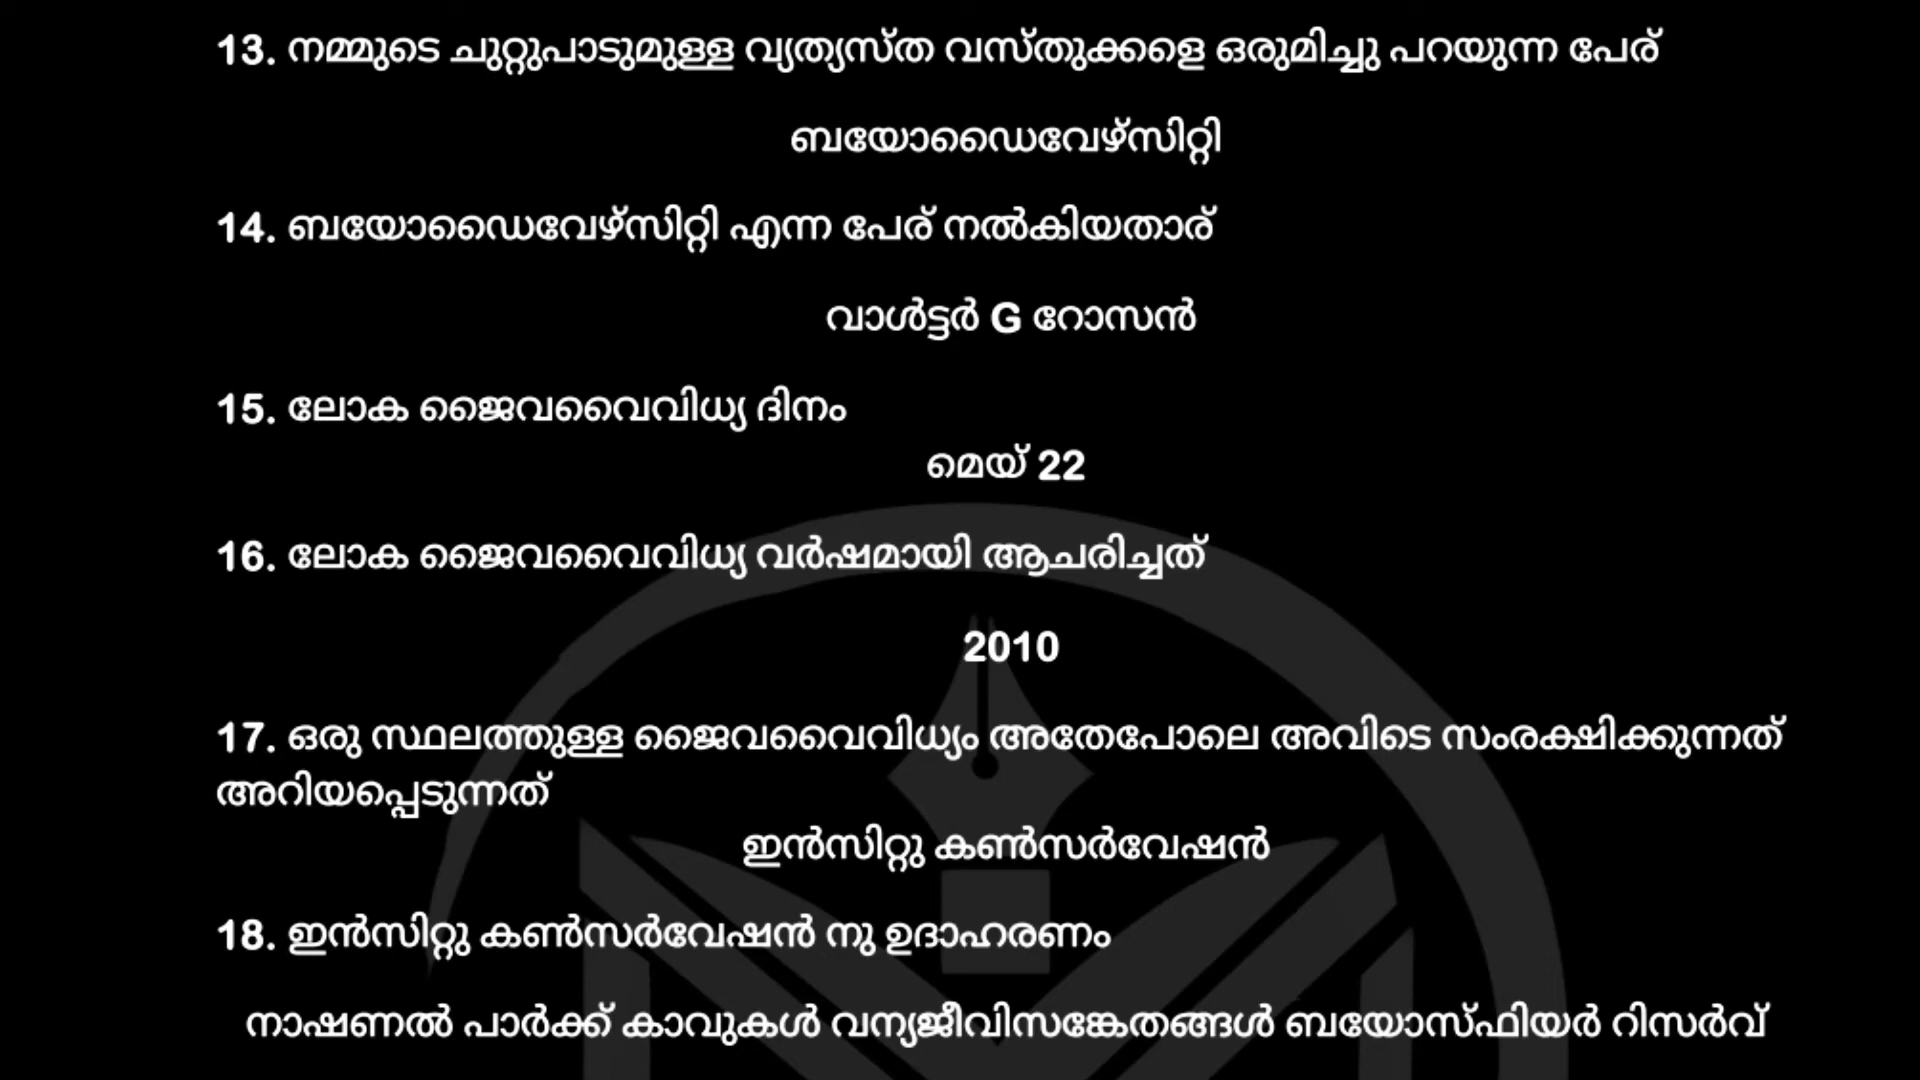 13. നമ്മുടെ ചുറ്റുപാടുമുള്ള വ്യത്യസ്ത വസ്തുക്കളെ ഒരുമിച്ചു പറയുന്ന പേര്
ബയോഡൈവേഴ്സിറ്റി
14. ബയോഡൈവേഴ്സിറ്റി എന്ന പേര് നൽകിയതാര്
വാൾട്ടർ G റോസൻ
15. ലോക ജൈവവൈവിധ്യ ദിനം
മെയ് 22
16. ലോക ജൈവവൈവിധ്യ വർഷമായി ആചരിച്ചത്
2010
17. ഒരു സ്ഥലത്തുള്ള ജൈവവൈവിധ്യം അതേപോലെ അവിടെ സംരക്ഷിക്കുന്നത്
അറിയപ്പെടുന്നത്
ഇൻസിറ്റു കൺസർവേഷൻ
18. ഇൻസിറ്റു കൺസർവേഷൻ നു ഉദാഹരണം
നാഷണൽ പാർക്ക് കാവുകൾ വന്യജീവിസങ്കേതങ്ങൾ ബയോസ്ഫിയർ റിസർവ്